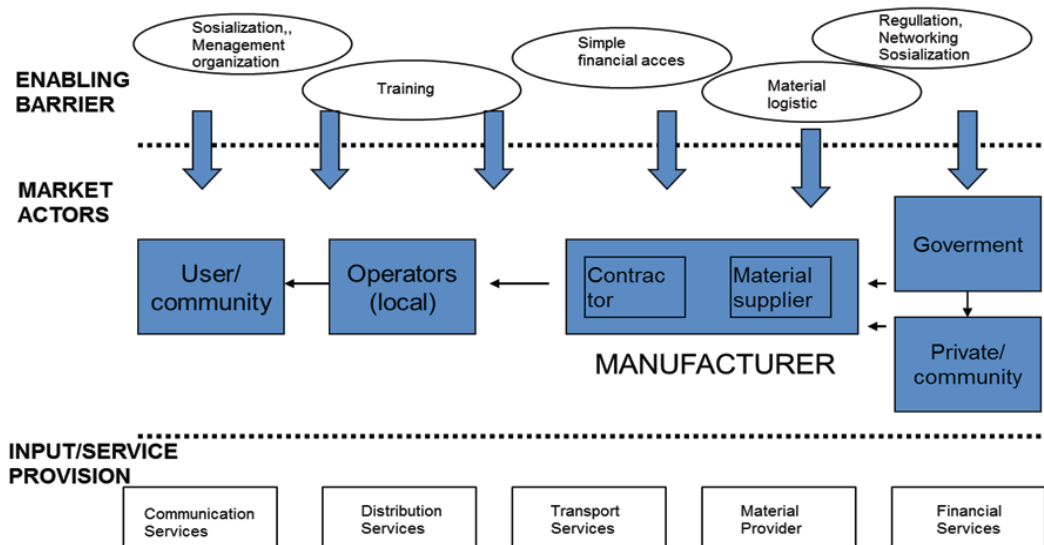 Sosialization,,
Menagement
organization
Training
Simple
financial acces
Material
logistic
Regullation,
Networking
Sosialization
ENABLING
BARRIER
MARKET
ACTORS
User/
community
Operators
(local)
Contrac
tor
Material
supplier
MANUFACTURER
Goverment
Private/
community
INPUT/SERVICE
PROVISION
Communication
Services
Distribution
Services
Transport
Services
Material
Provider
Financial
Services